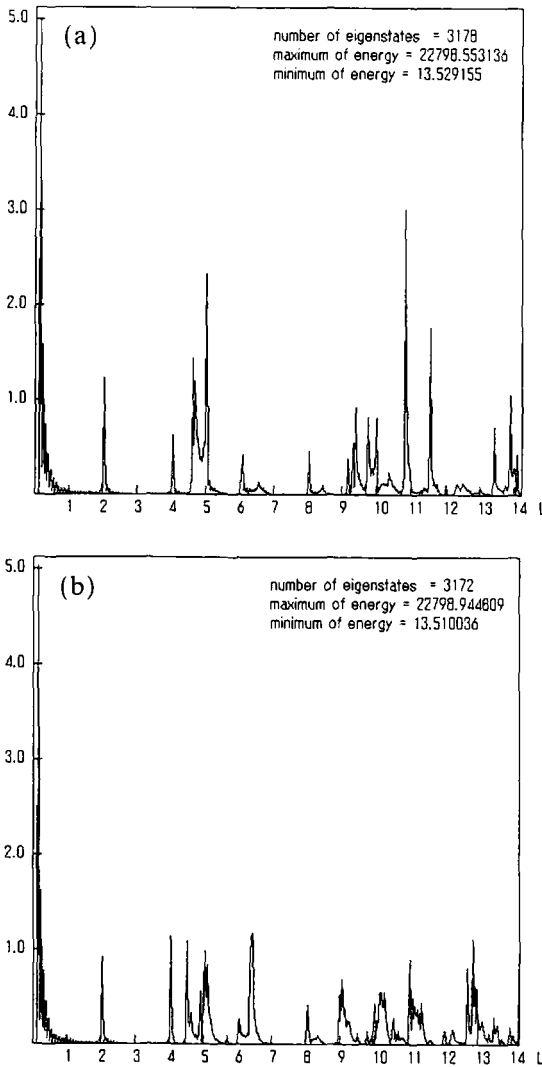 5.0
(a)
number of eigenstates = 3178
maximum of energy = 22798.553136
minimum of energy = 13.529155
4.0
3.0
2.0
1.0
1 2 3 4 5 6 7 8 9 10 11 12 13 14 L
5.0
(b)
number of eigenstates = 3172
maximum of energy = 22798.944809
minimum of energy = 13.510036
4.0
3.0
2.0
1.0
1 2 3 4 5 6 7 8 9 10 11 12 13 14 L